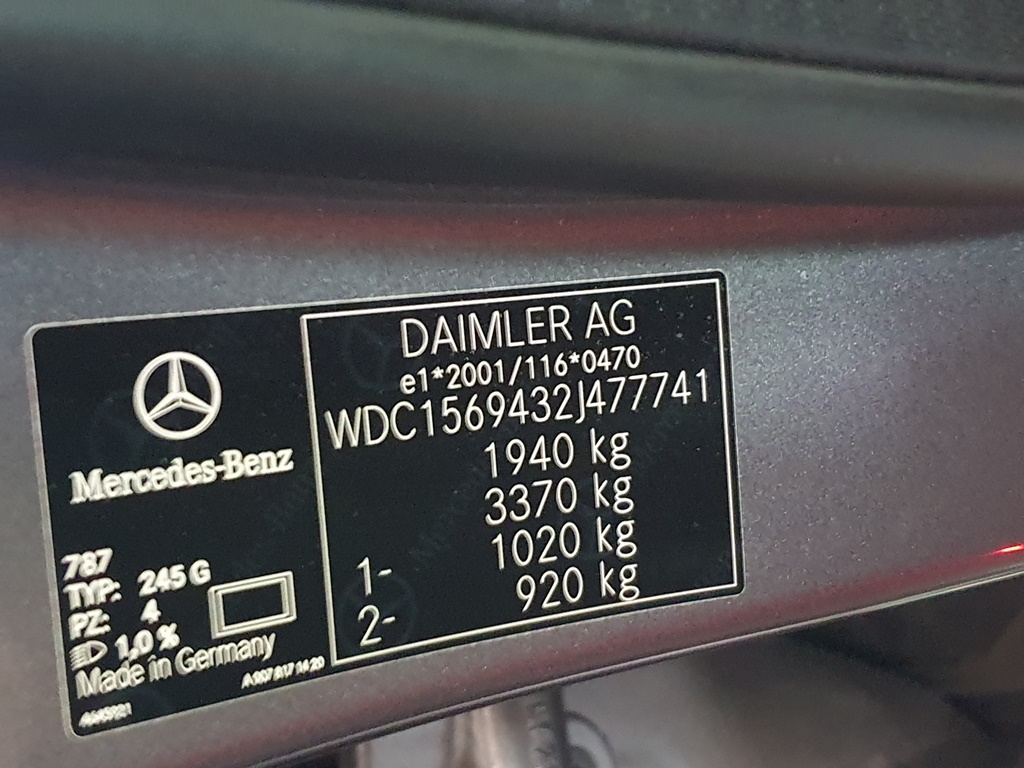 Mercedes-Benz
787
TYP: 245 G
PZ: 4
1,0 %
Made in Germany
A 907 817 14 20
DAIMLER AG
e1*2001/116*0470
WDC1569432J477741
1940 kg
3370 kg
1- 1020 kg
2- 920 kg